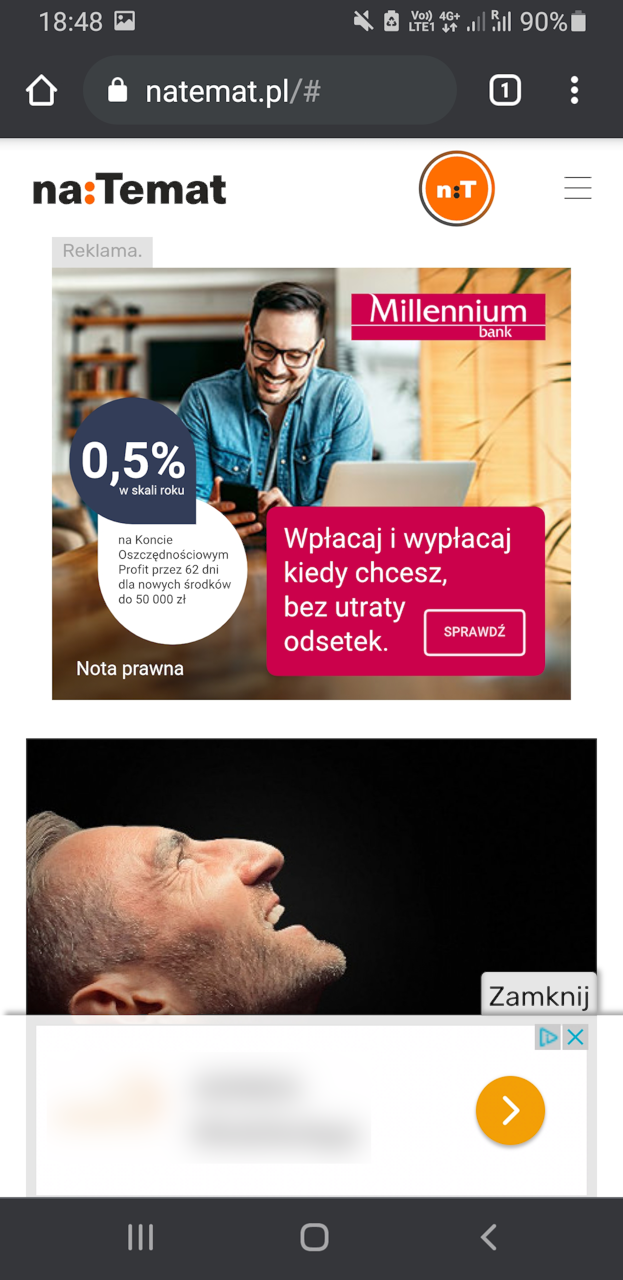 18:48 Vo)) LTE1 4G+ R 90%
natemat.pl/# 1
na:Temat n:T
Reklama.
Millennium
bank
0,5%
w skali roku
na Koncie
Oszczędnościowym
Profit przez 62 dni
dla nowych środków
do 50 000 zł
Wpłacaj i wypłacaj
kiedy chcesz,
bez utraty
odsetek.
SPRAWDŹ
Nota prawna
Zamknij